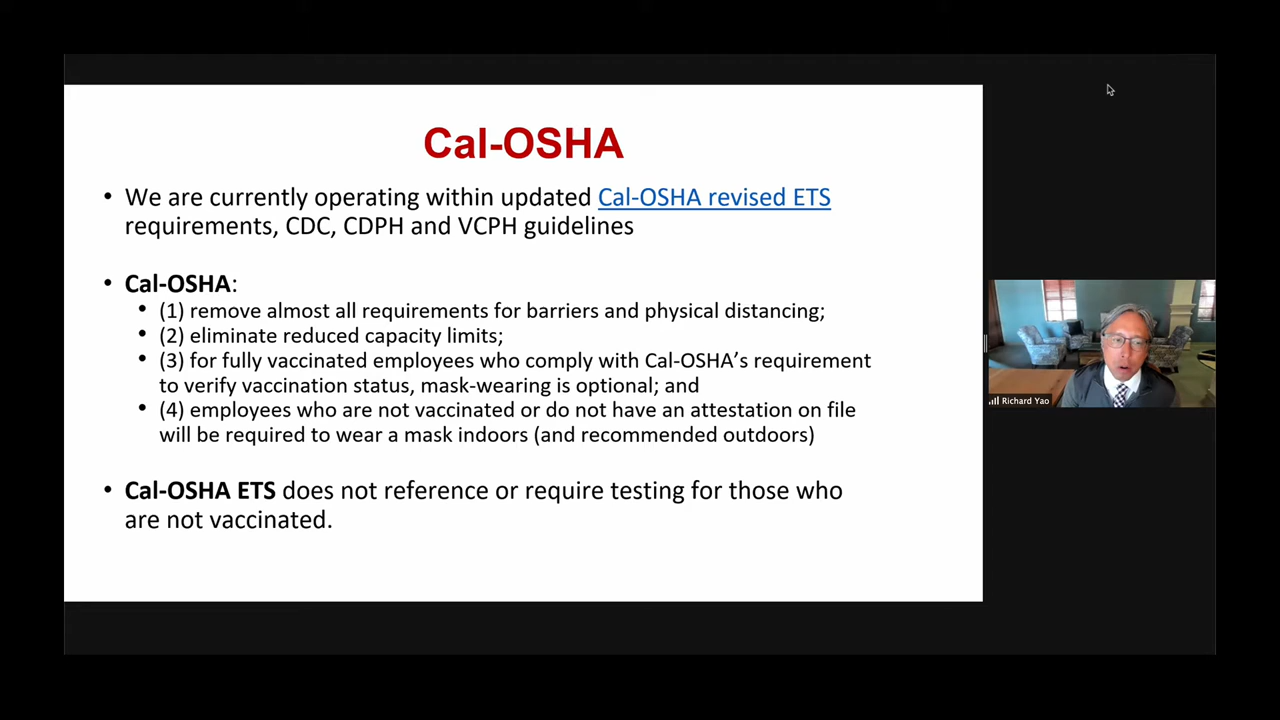 Cal-OSHA
• We are currently operating within updated Cal-OSHA revised ETS
requirements, CDC, CDPH and VCPH guidelines
• Cal-OSHA:
• (1) remove almost all requirements for barriers and physical distancing;
• (2) eliminate reduced capacity limits;
• (3) for fully vaccinated employees who comply with Cal-OSHA’s requirement
to verify vaccination status, mask-wearing is optional; and
• (4) employees who are not vaccinated or do not have an attestation on file
will be required to wear a mask indoors (and recommended outdoors)
• Cal-OSHA ETS does not reference or require testing for those who
are not vaccinated.
Richard Yao